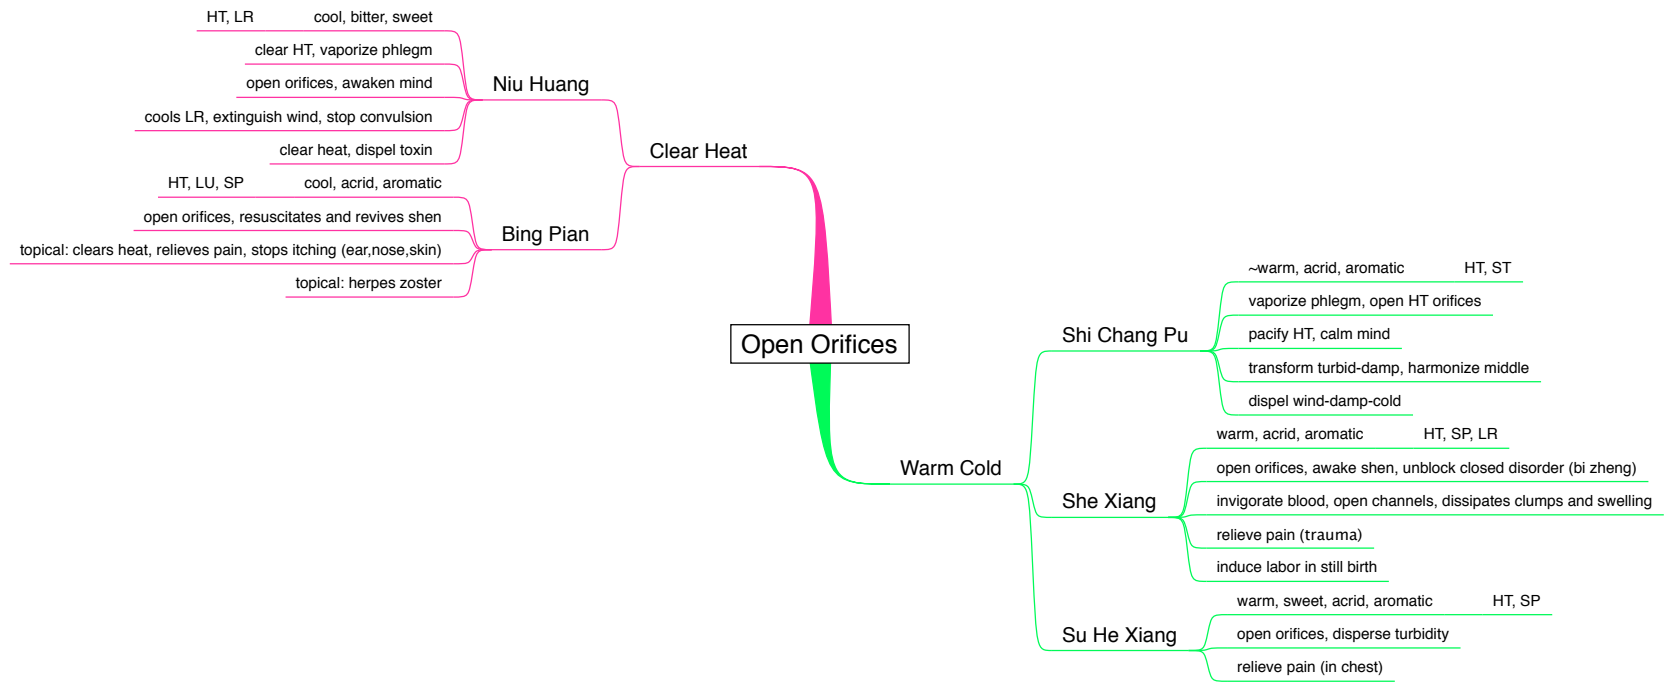 Open Orifices
Clear Heat
Niu Huang
HT, LR cool, bitter, sweet
clear HT, vaporize phlegm
open orifices, awaken mind
cools LR, extinguish wind, stop convulsion
clear heat, dispel toxin
Bing Pian
HT, LU, SP cool, acrid, aromatic
open orifices, resuscitates and revives shen
topical: clears heat, relieves pain, stops itching (ear,nose,skin)
topical: herpes zoster
Warm Cold
Shi Chang Pu
~warm, acrid, aromatic HT, ST
vaporize phlegm, open HT orifices
pacify HT, calm mind
transform turbid-damp, harmonize middle
dispel wind-damp-cold
She Xiang
warm, acrid, aromatic HT, SP, LR
open orifices, awake shen, unblock closed disorder (bi zheng)
invigorate blood, open channels, dissipates clumps and swelling
relieve pain (trauma)
induce labor in still birth
Su He Xiang
warm, sweet, acrid, aromatic HT, SP
open orifices, disperse turbidity
relieve pain (in chest)